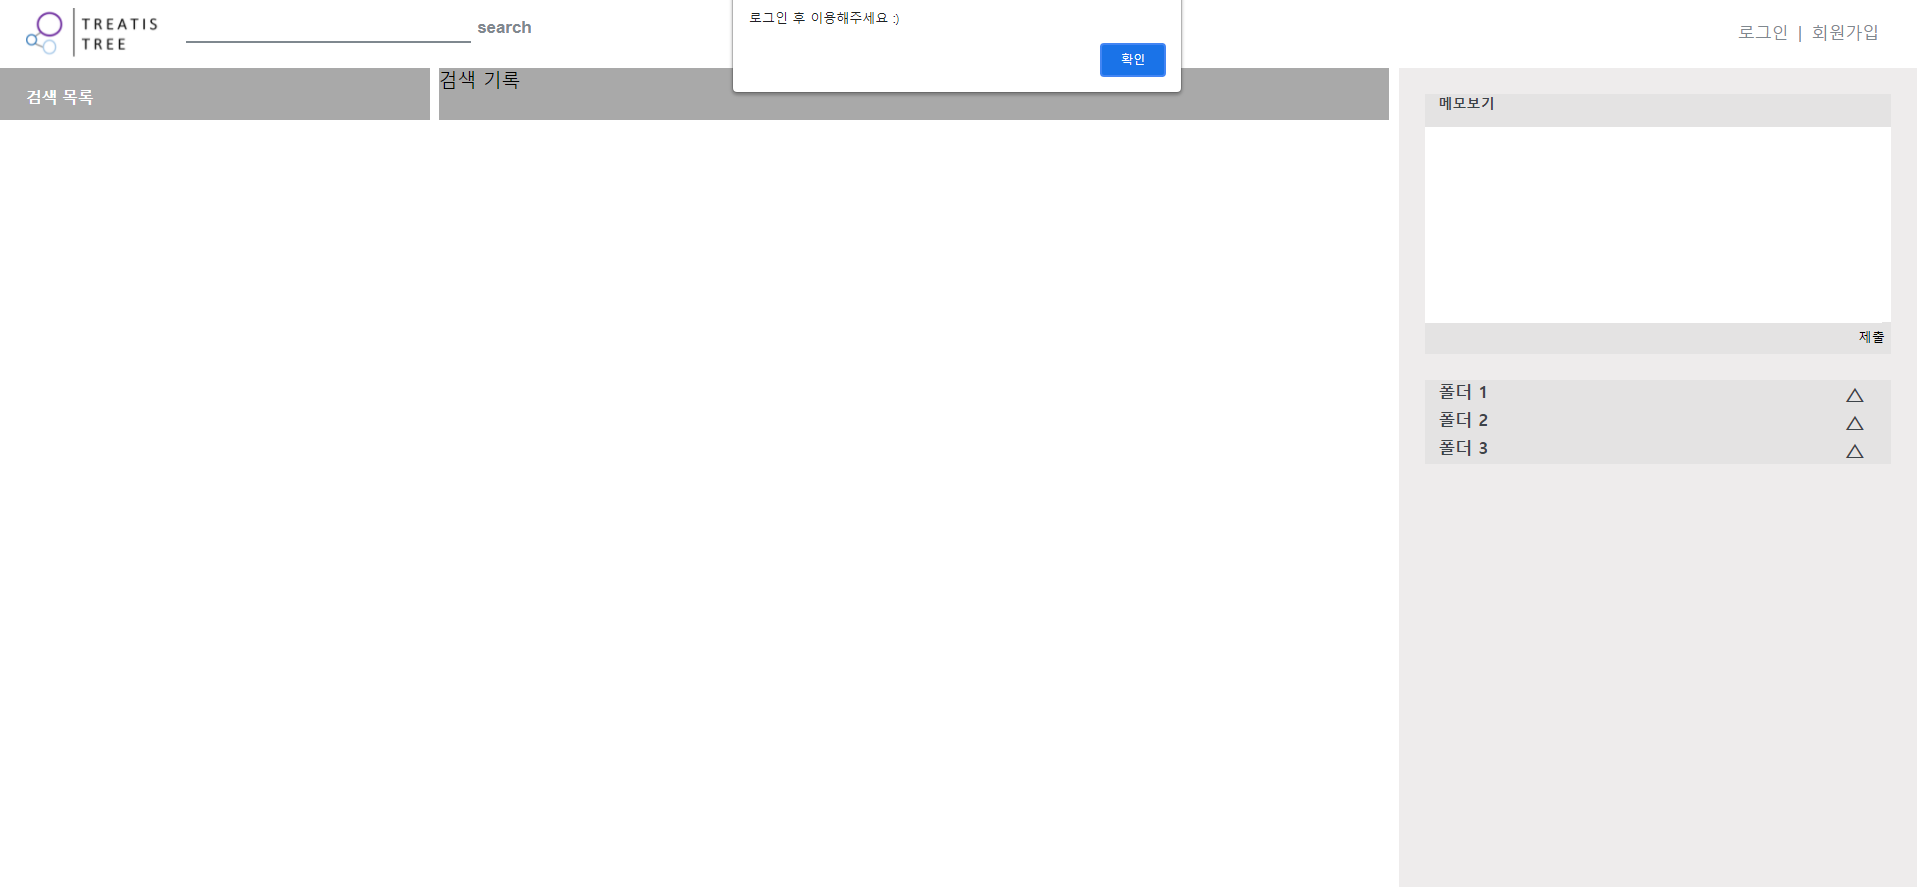 TREATIS
TREE
search
로그인 후 이용해주세요 :)
확인
로그인 | 회원가입
검색 목록
검색 기록
메모보기
제출
폴더 1
폴더 2
폴더 3